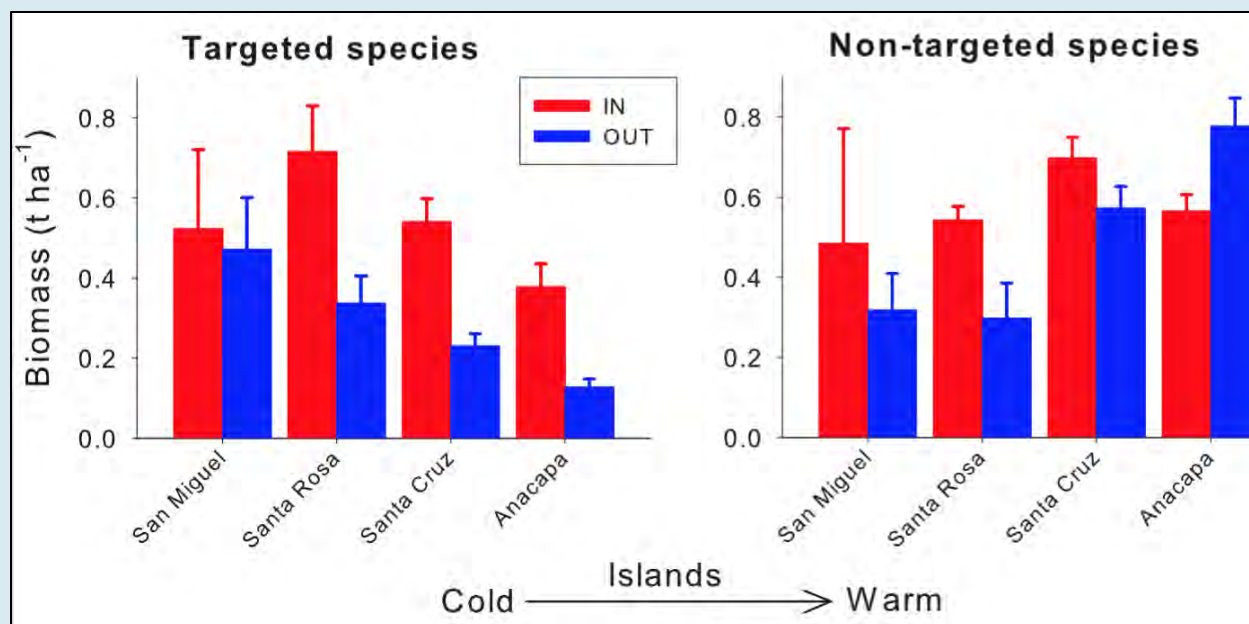 Targeted species
Non-targeted species
IN
OUT
Biomass (t ha⁻¹)
0.8
0.6
0.4
0.2
0.0
San Miguel
Santa Rosa
Santa Cruz
Anacapa
0.8
0.6
0.4
0.2
0.0
San Miguel
Santa Rosa
Santa Cruz
Anacapa
Islands
Cold
Warm